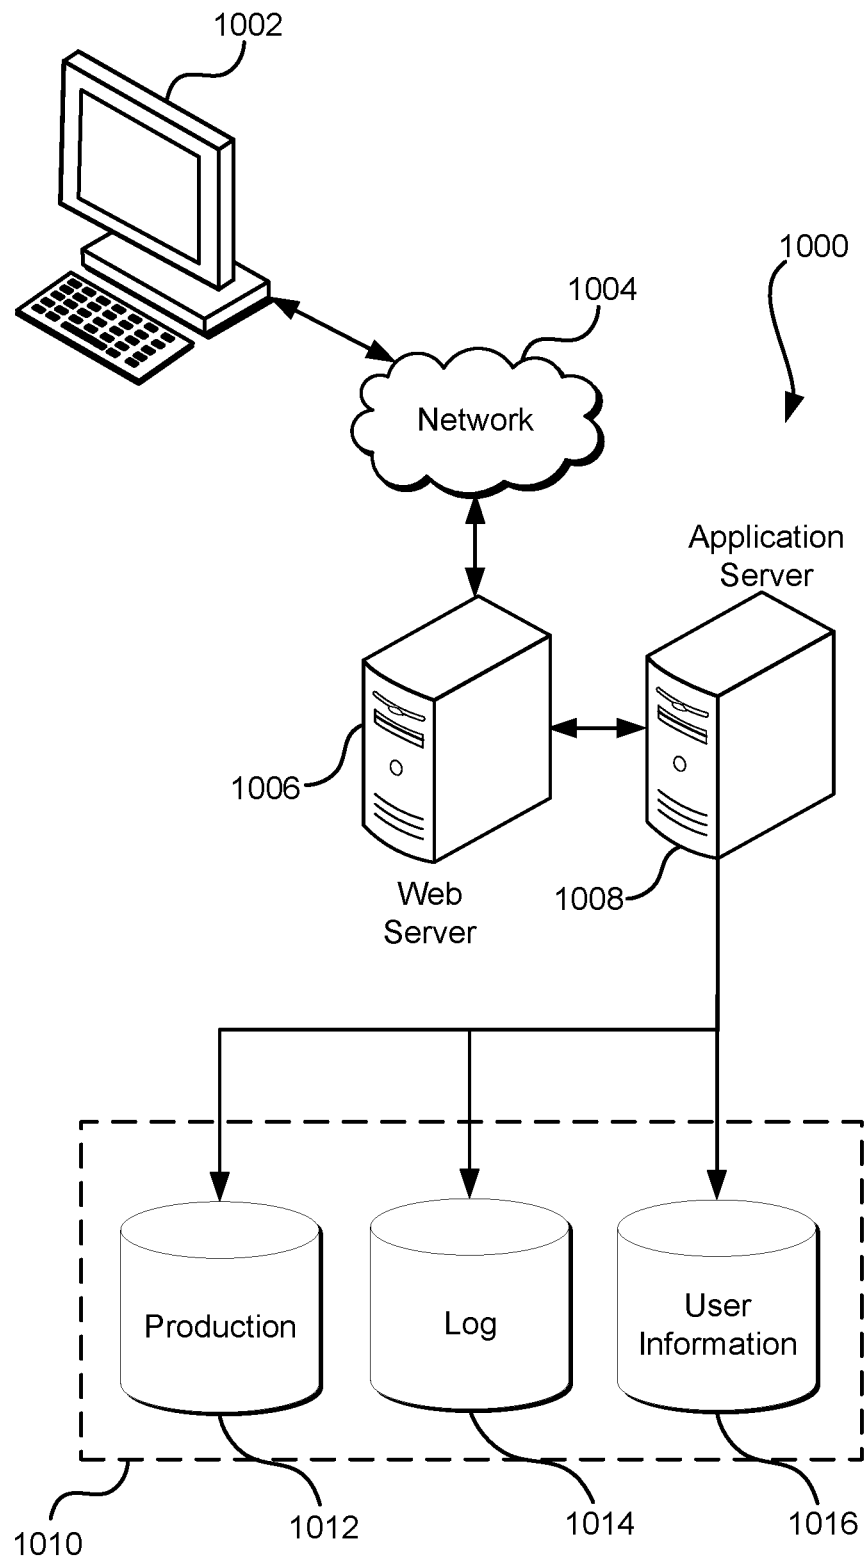 1002
1000
1004
Network
Application
Server
1006
1008
Web
Server
Production
Log
User
Information
1010
1012
1014
1016